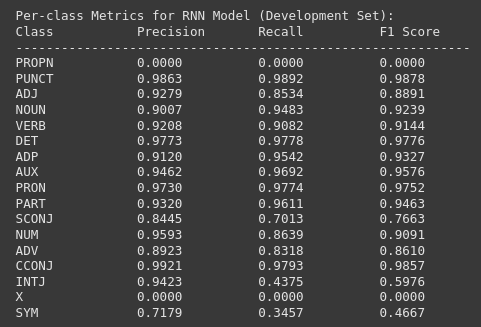 Per-class Metrics for RNN Model (Development Set):
Class Precision Recall F1 Score
------------------------------------------------------------
PROPN 0.0000 0.0000 0.0000
PUNCT 0.9863 0.9892 0.9878
ADJ 0.9279 0.8534 0.8891
NOUN 0.9007 0.9483 0.9239
VERB 0.9208 0.9082 0.9144
DET 0.9773 0.9778 0.9776
ADP 0.9120 0.9542 0.9327
AUX 0.9462 0.9692 0.9576
PRON 0.9730 0.9774 0.9752
PART 0.9320 0.9611 0.9463
SCONJ 0.8445 0.7013 0.7663
NUM 0.9593 0.8639 0.9091
ADV 0.8923 0.8318 0.8610
CCONJ 0.9921 0.9793 0.9857
INTJ 0.9423 0.4375 0.5976
X 0.0000 0.0000 0.0000
SYM 0.7179 0.3457 0.4667